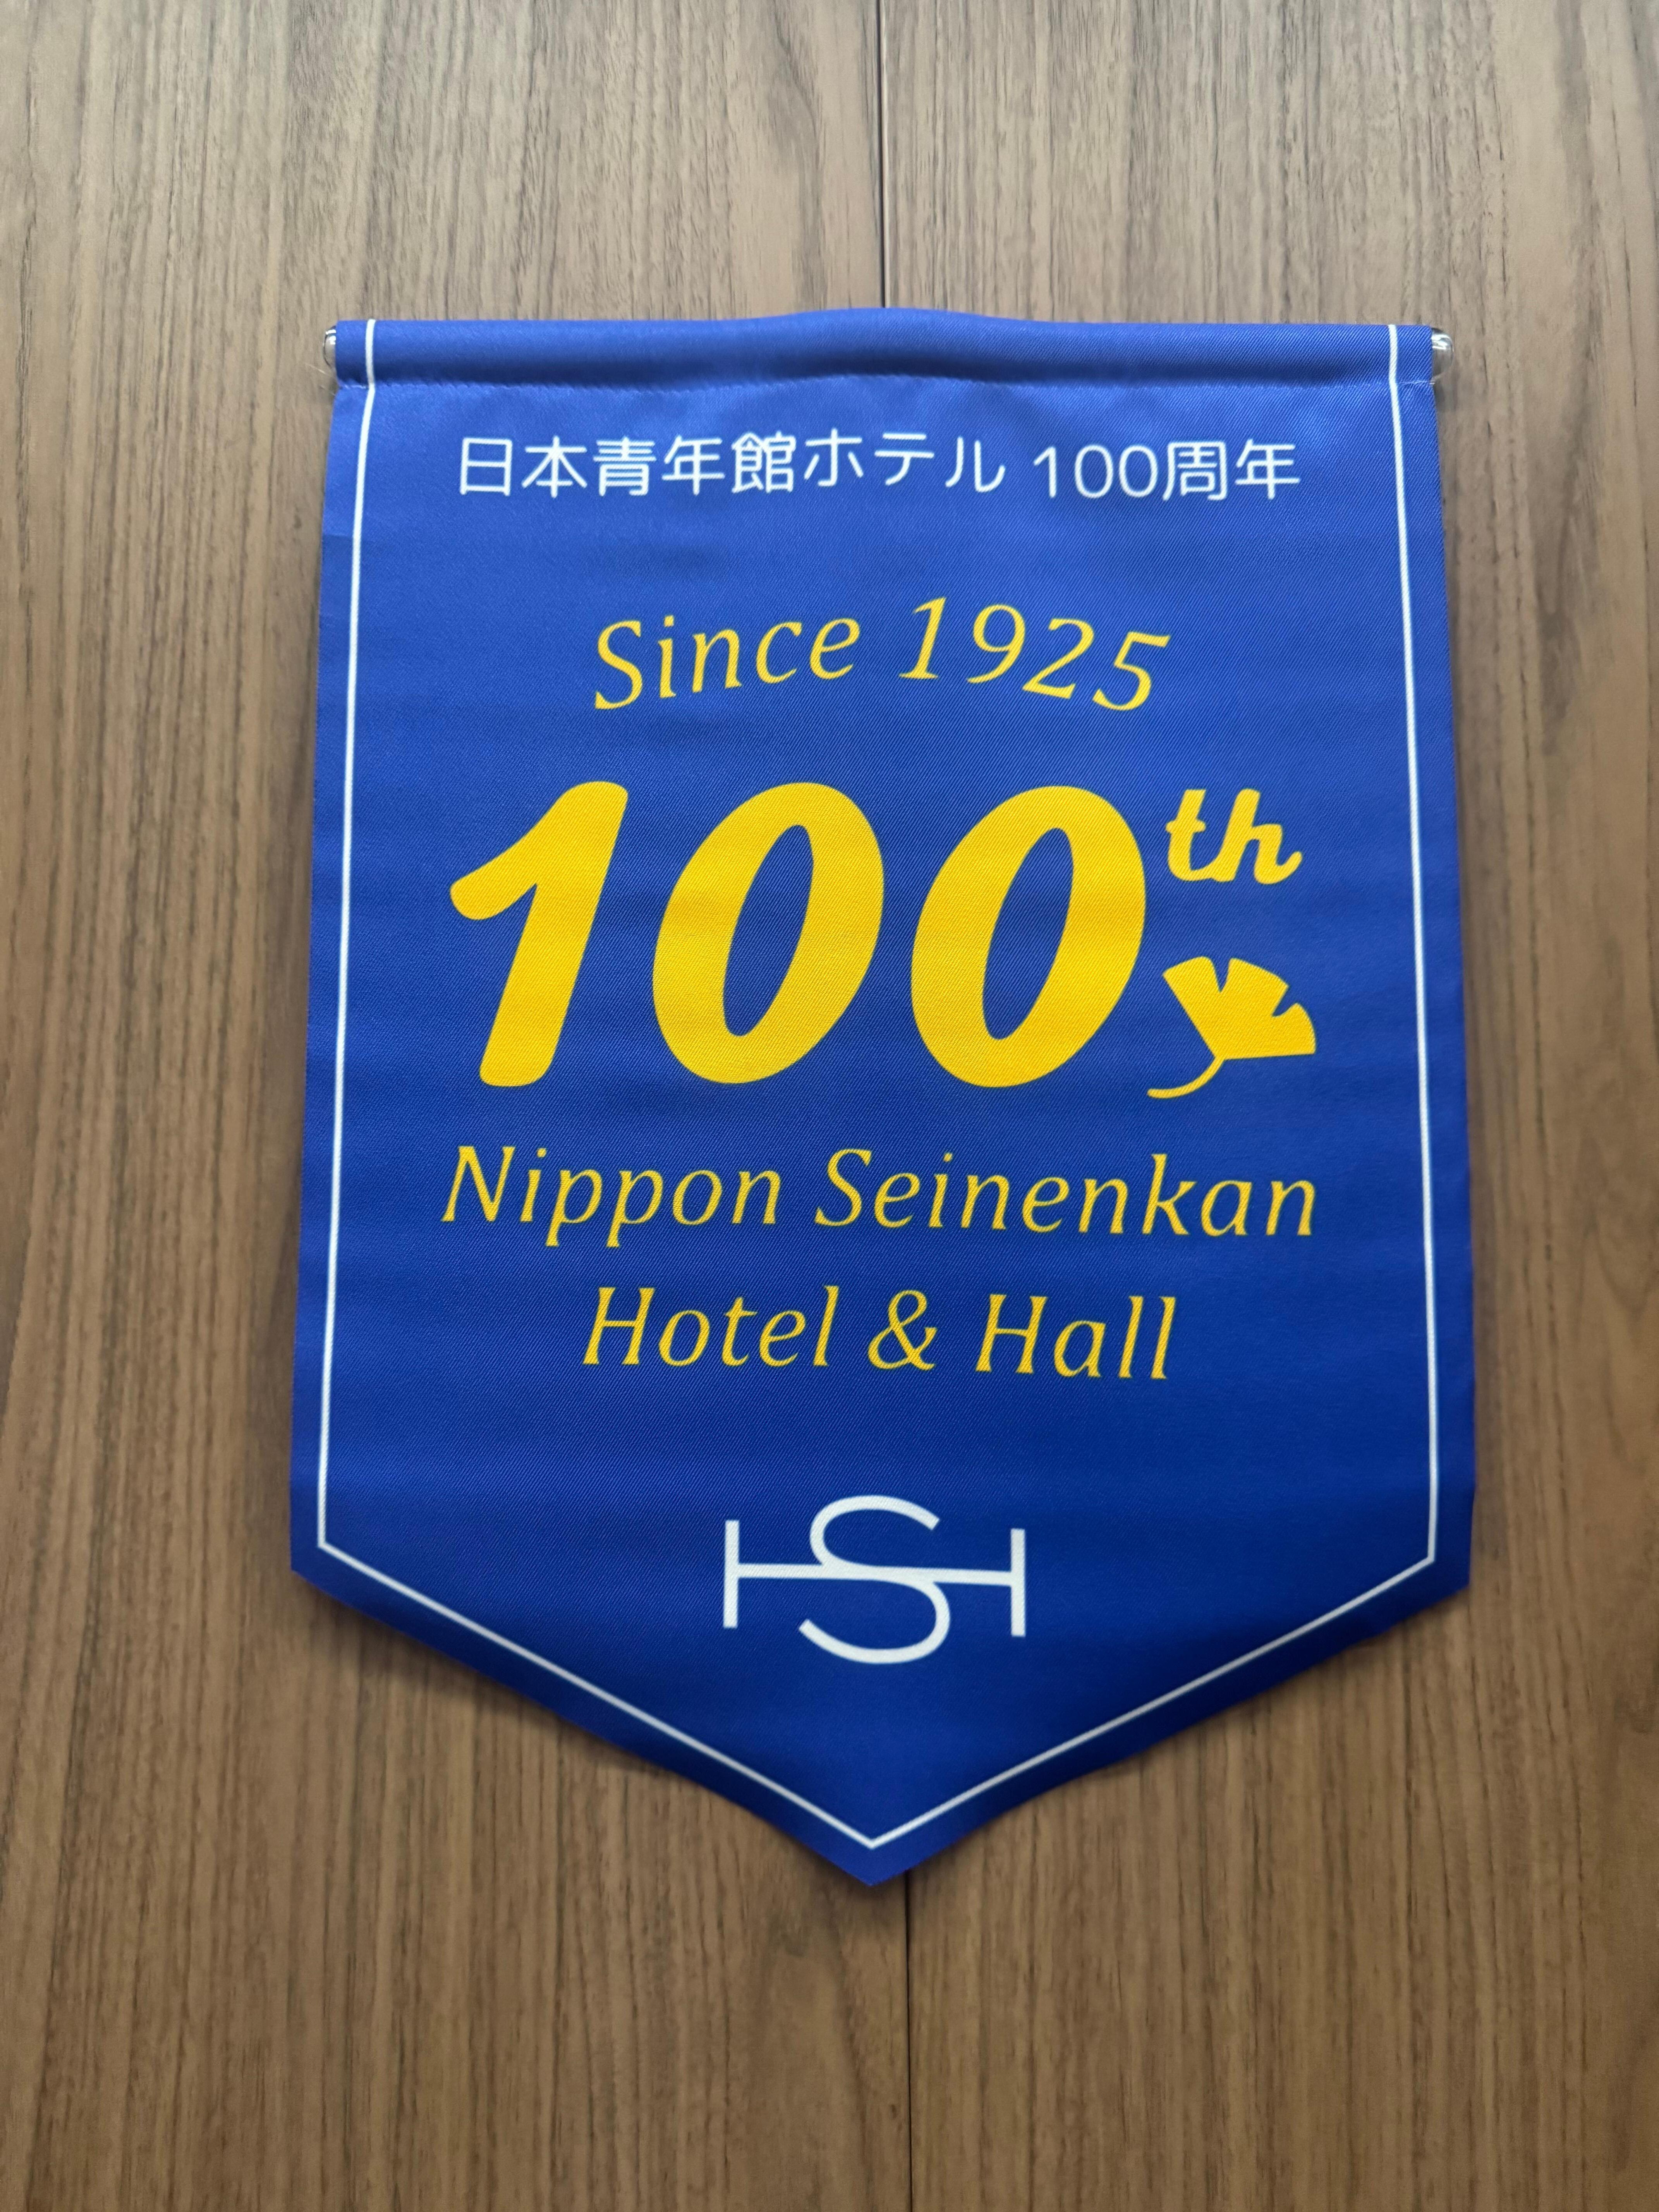 日本青年館ホテル 100周年
Since 1925
100th
Nippon Seinenkan
Hotel & Hall
HSH